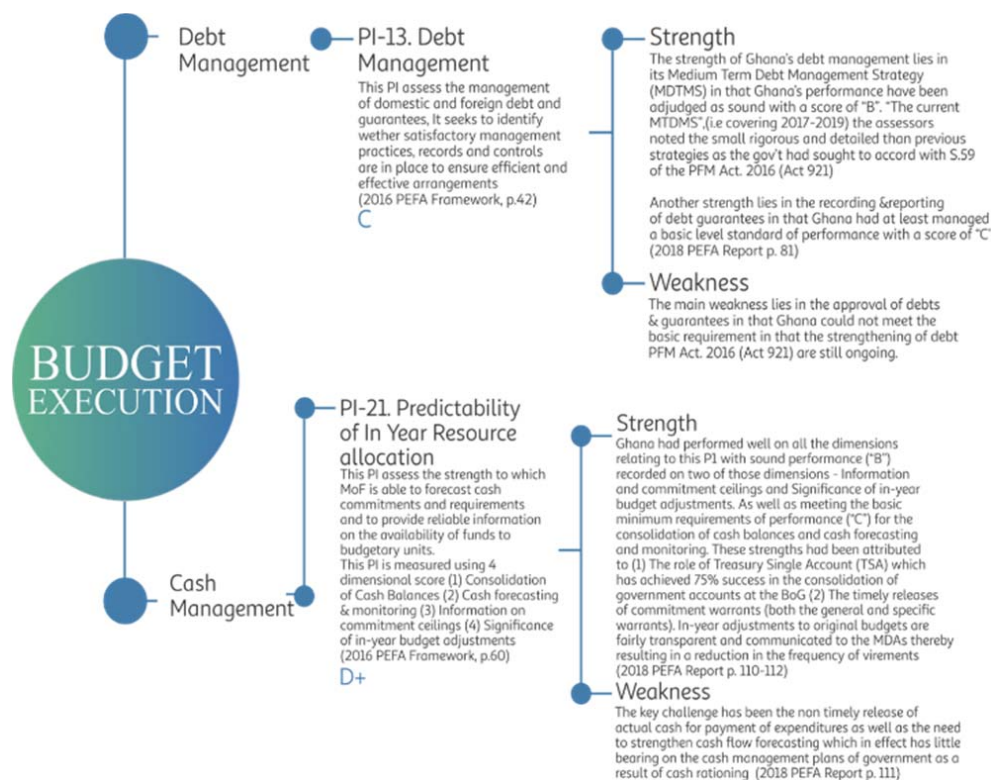 BUDGET
EXECUTION
Debt
Management
PI-13. Debt
Management
This PI assess the management
of domestic and foreign debt and
guarantees, It seeks to identify
wether satisfactory management
practices, records and controls
are in place to ensure efficient and
effective arrangements
(2016 PEFA Framework, p.42)
C
Strength
The strength of Ghana's debt management lies in
its Medium Term Debt Management Strategy
(MDTMS) in that Ghana's performance have been
adjudged as sound with a score of "B". "The current
MTDMS",(i.e covering 2017-2019) the assessors
noted the small rigorous and detailed than previous
strategies as the gov't had sought to accord with S.59
of the PFM Act. 2016 (Act 921)
Another strength lies in the recording &reporting
of debt guarantees in that Ghana had at least managed
a basic level standard of performance with a score of "C"
(2018 PEFA Report p. 81)
Weakness
The main weakness lies in the approval of debts
& guarantees in that Ghana could not meet the
basic requirement in that the strengthening of debt
PFM Act. 2016 (Act 921) are still ongoing.
Cash
Management
PI-21. Predictability
of In Year Resource
allocation
This PI assess the strength to which
MoF is able to forecast cash
commitments and requirements
and to provide reliable information
on the availability of funds to
budgetary units.
This PI is measured using 4
dimensional score (1) Consolidation
of Cash Balances (2) Cash forecasting
& monitoring (3) Information on
commitment ceilings (4) Significance
of in-year budget adjustments
(2016 PEFA Framework, p.60)
D+
Strength
Ghana had performed well on all the dimensions
relating to this P1 with sound performance ("B")
recorded on two of those dimensions - Information
and commitment ceilings and Significance of in-year
budget adjustments. As well as meeting the basic
minimum requirements of performance ("C") for the
consolidation of cash balances and cash forecasting
and monitoring. These strengths had been attributed
to (1) The role of Treasury Single Account (TSA) which
has achieved 75% success in the consolidation of
government accounts at the BoG (2) The timely releases
of commitment warrants (both the general and specific
warrants). In-year adjustments to original budgets are
fairly transparent and communicated to the MDAs thereby
resulting in a reduction in the frequency of virements
(2018 PEFA Report p. 110-112)
Weakness
The key challenge has been the non timely release of
actual cash for payment of expenditures as well as the need
to strengthen cash flow forecasting which in effect has little
bearing on the cash management plans of government as a
result of cash rationing (2018 PEFA Report p. 111)